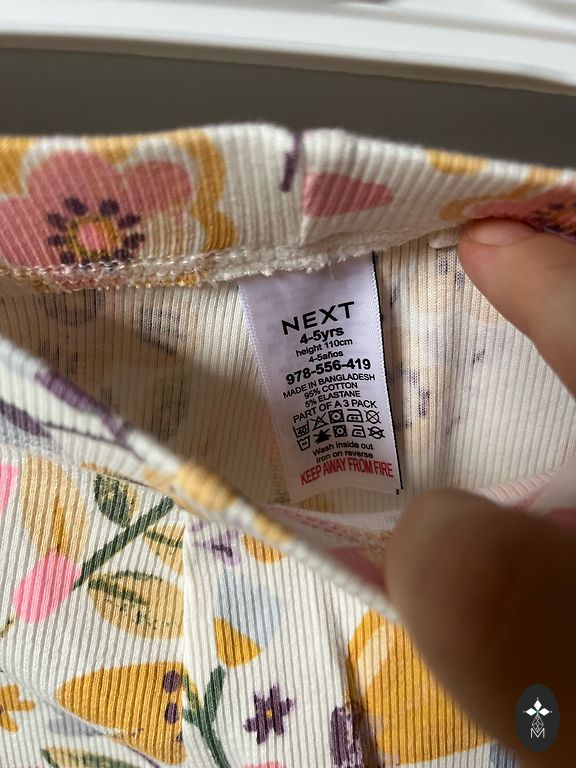 NEXT
4-5yrs
height 110cm
4-5años
978-556-419
MADE IN BANGLADESH
95% COTTON
5% ELASTANE
PART OF A 3 PACK
40
Wash inside out
Iron on reverse
KEEP AWAY FROM FIRE
M